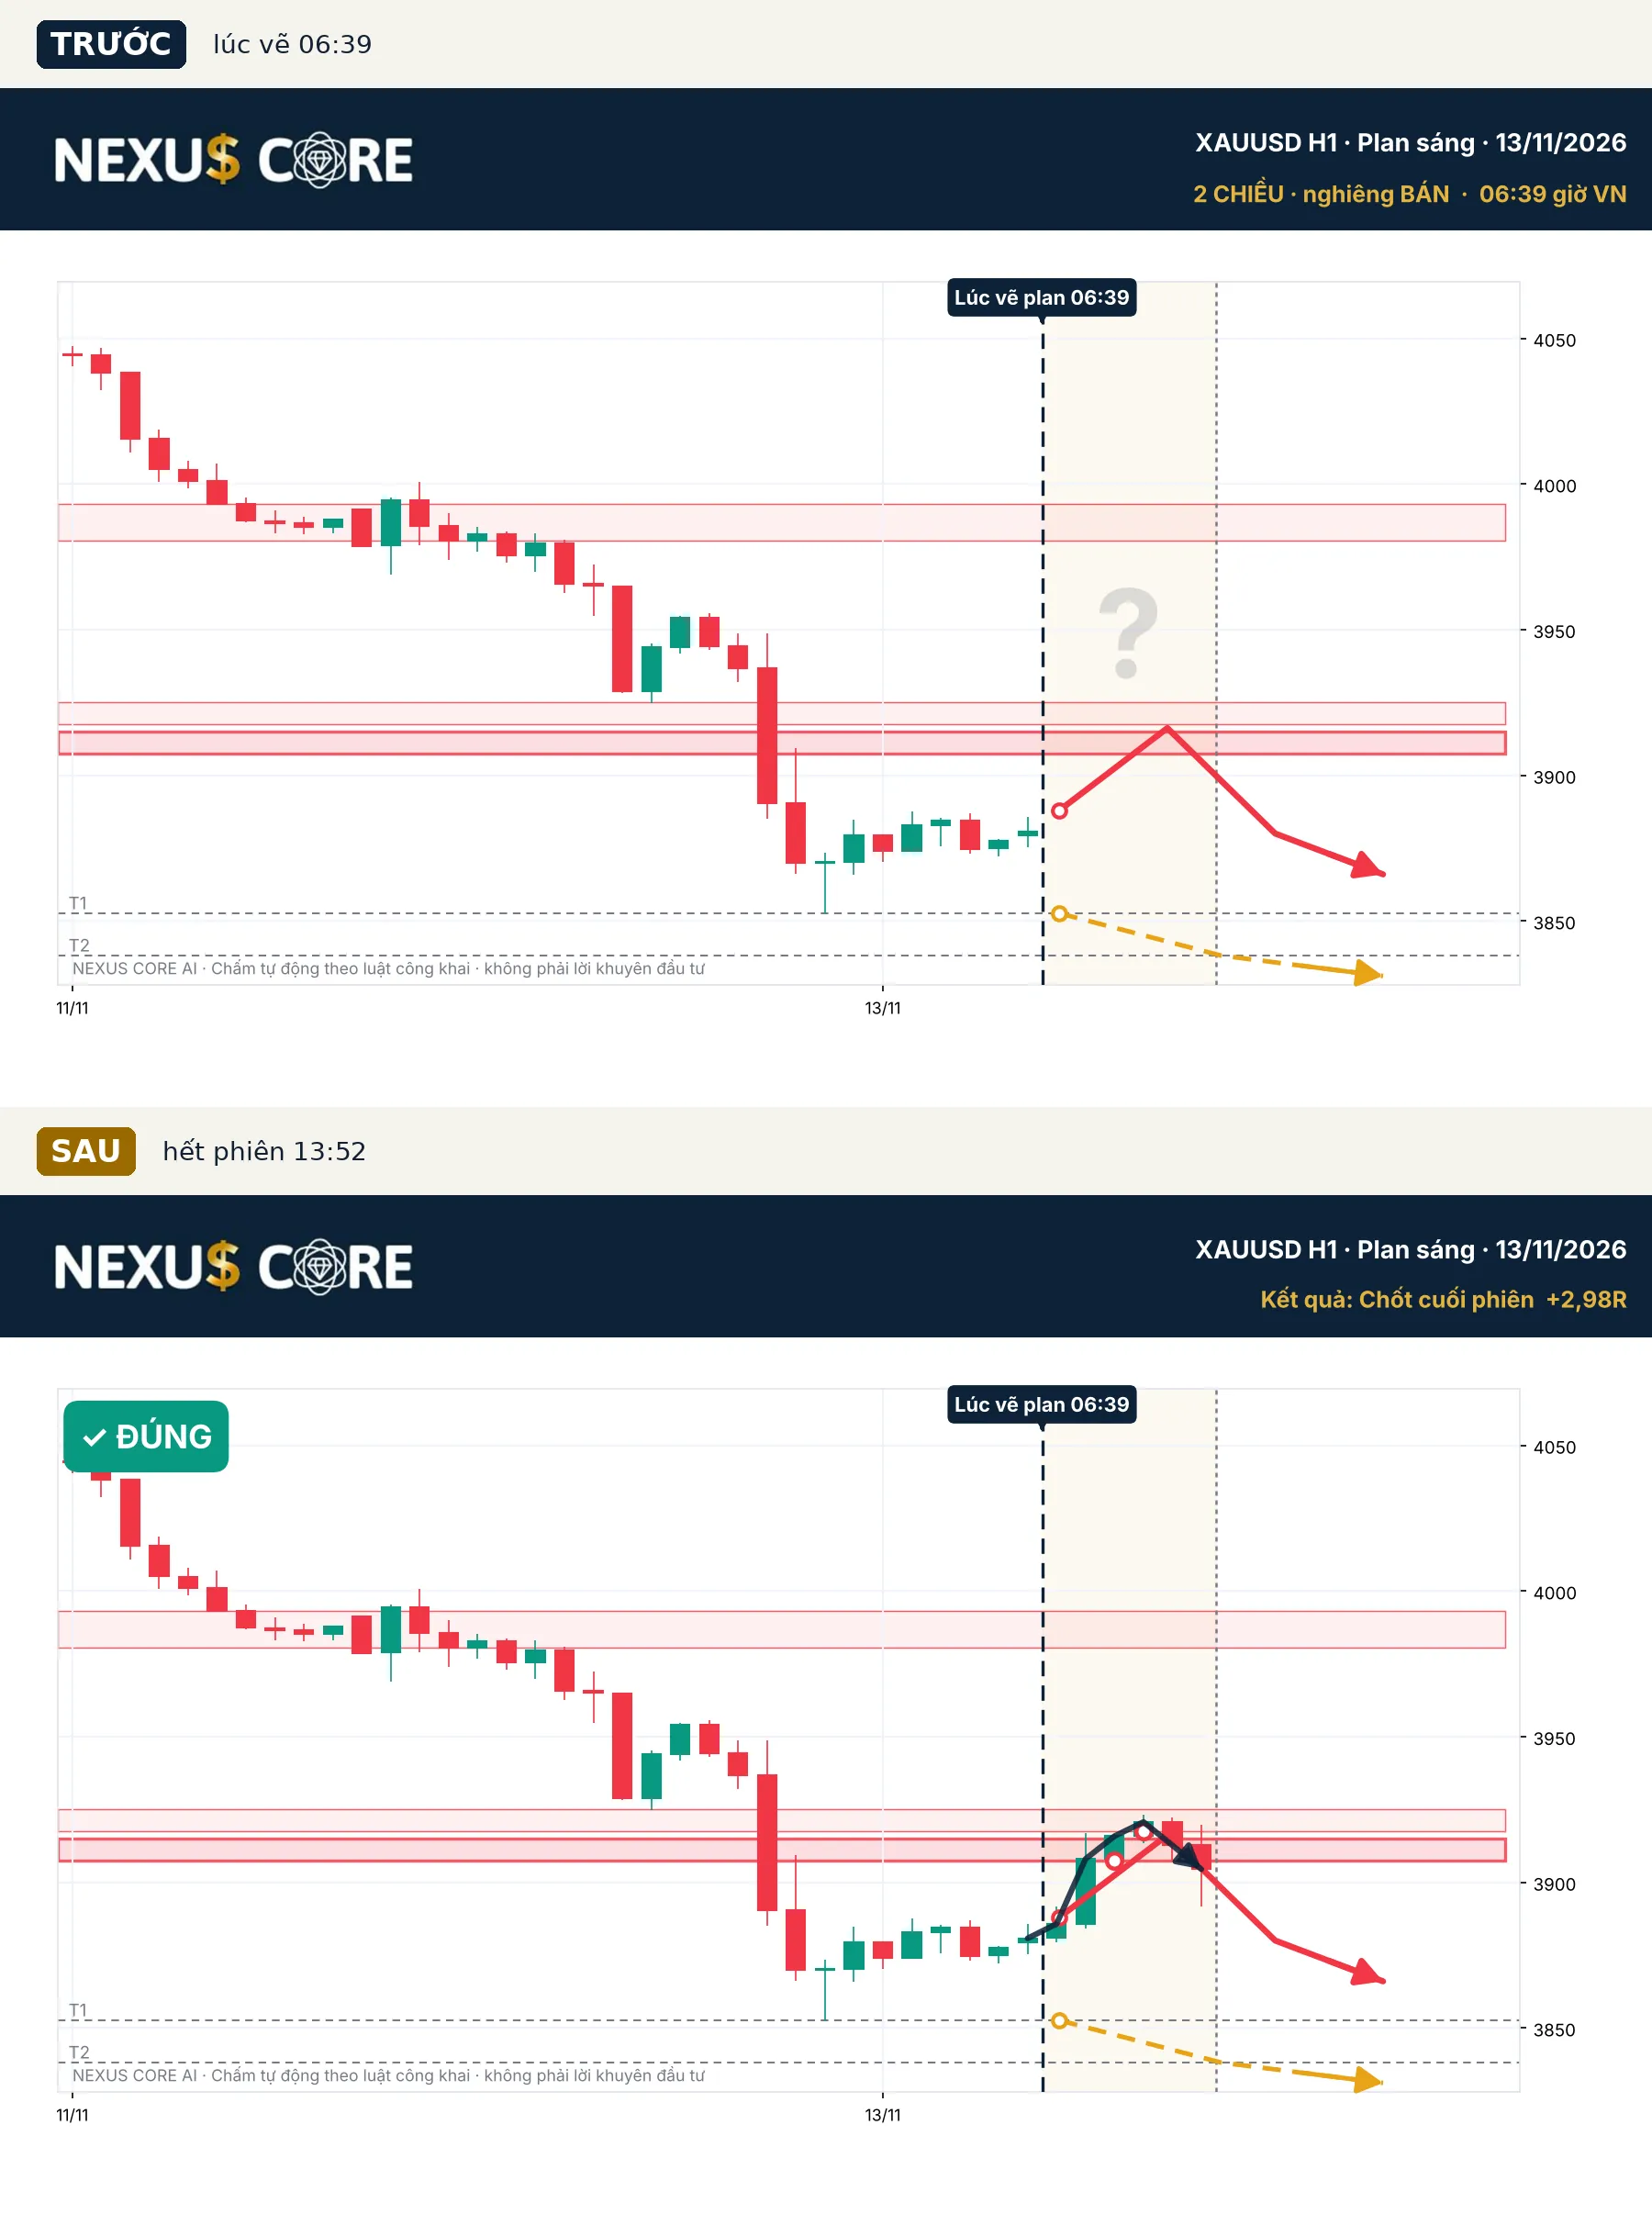 TRƯỚC lúc vẽ 06:39
NEXU$ CORE
XAUUSD H1 · Plan sáng · 13/11/2026
2 CHIỀU · nghiêng BÁN · 06:39 giờ VN
Lúc vẽ plan 06:39
4050
4000
?
3950
3900
T1
3850
T2
NEXUS CORE AI · Chấm tự động theo luật công khai · không phải lời khuyên đầu tư
11/11 13/11
SAU hết phiên 13:52
NEXU$ CORE
XAUUSD H1 · Plan sáng · 13/11/2026
Kết quả: Chốt cuối phiên +2,98R
Lúc vẽ plan 06:39
✓ ĐÚNG
4050
4000
3950
3900
T1
3850
T2
NEXUS CORE AI · Chấm tự động theo luật công khai · không phải lời khuyên đầu tư
11/11 13/11